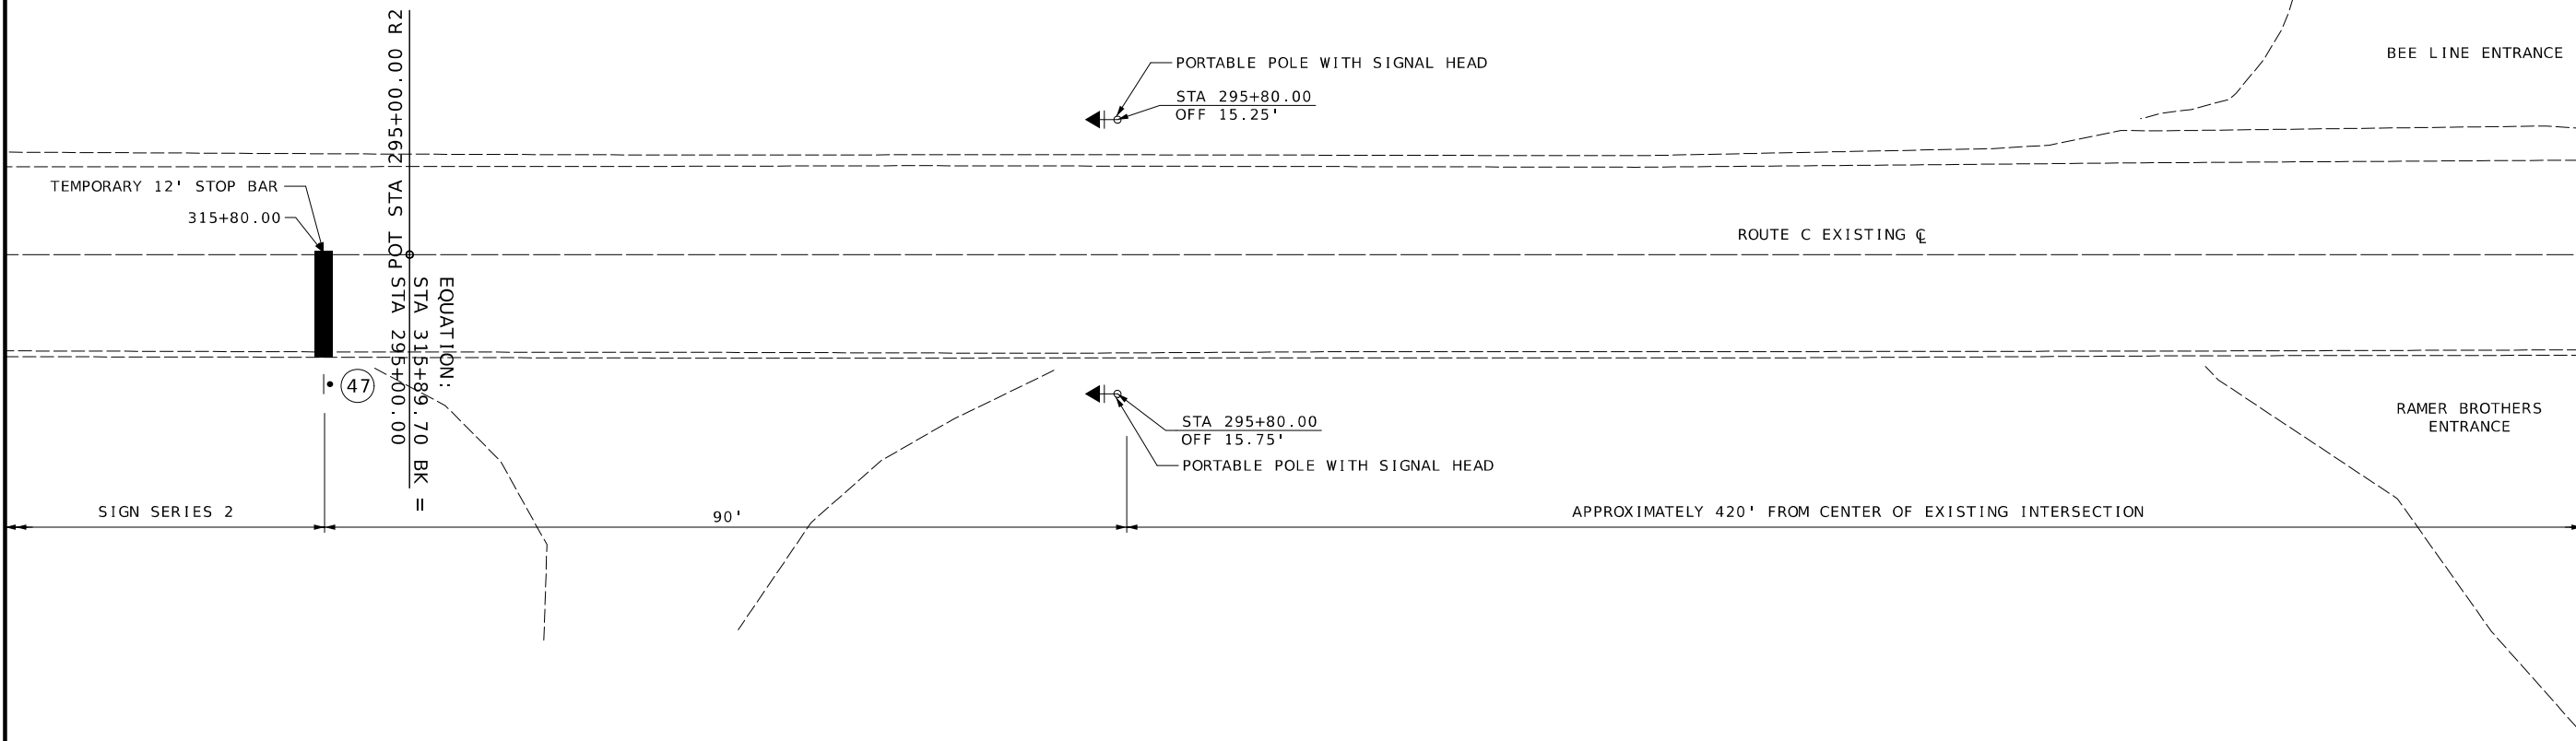 POT STA 295+00.00 R2
PORTABLE POLE WITH SIGNAL HEAD
STA 295+80.00
OFF 15.25'
BEE LINE ENTRANCE
TEMPORARY 12' STOP BAR
315+80.00
ROUTE C EXISTING ℄
EQUATION:
STA 315+89.70 BK =
STA 295+00.00
47
STA 295+80.00
OFF 15.75'
PORTABLE POLE WITH SIGNAL HEAD
RAMER BROTHERS
ENTRANCE
SIGN SERIES 2
90'
APPROXIMATELY 420' FROM CENTER OF EXISTING INTERSECTION